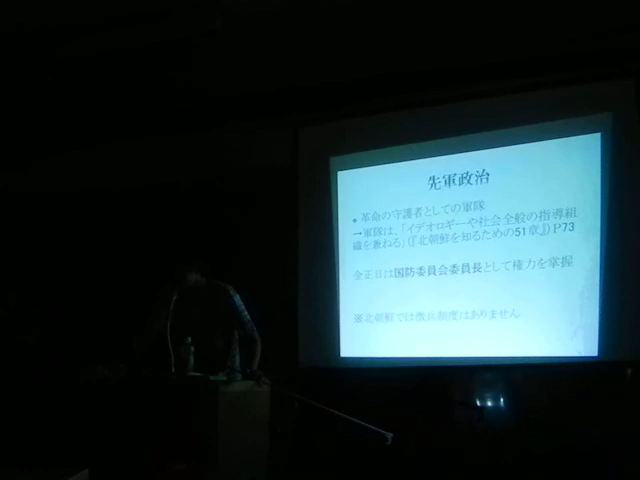 先軍政治
• 革命の守護者としての軍隊
→軍隊は、「イデオロギーや社会全般の指導組
織を兼ねる」（『北朝鮮を知るための51章』）P73
金正日は国防委員会委員長として権力を掌握
※北朝鮮では徴兵制度はありません